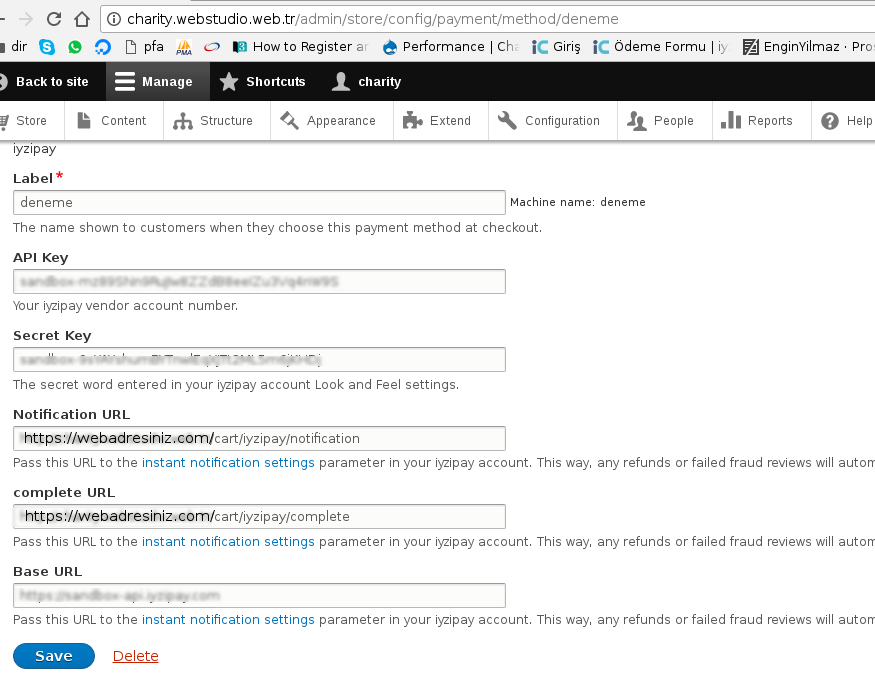 charity.webstudio.web.tr/admin/store/config/payment/method/deneme
dir pfa PMA How to Register ar Performance | Cha Giriş Ödeme Formu | iy EnginYılmaz · Pro
Back to site Manage Shortcuts charity
Store Content Structure Appearance Extend Configuration People Reports Help
iyzipay
Label*
deneme Machine name: deneme
The name shown to customers when they choose this payment method at checkout.
API Key
Your iyzipay vendor account number.
Secret Key
The secret word entered in your iyzipay account Look and Feel settings.
Notification URL
https://webadresiniz.com/cart/iyzipay/notification
Pass this URL to the instant notification settings parameter in your iyzipay account. This way, any refunds or failed fraud reviews will autom
complete URL
https://webadresiniz.com/cart/iyzipay/complete
Pass this URL to the instant notification settings parameter in your iyzipay account. This way, any refunds or failed fraud reviews will autom
Base URL
https://sandbox-api.iyzipay.com
Pass this URL to the instant notification settings parameter in your iyzipay account. This way, any refunds or failed fraud reviews will autom
Save Delete